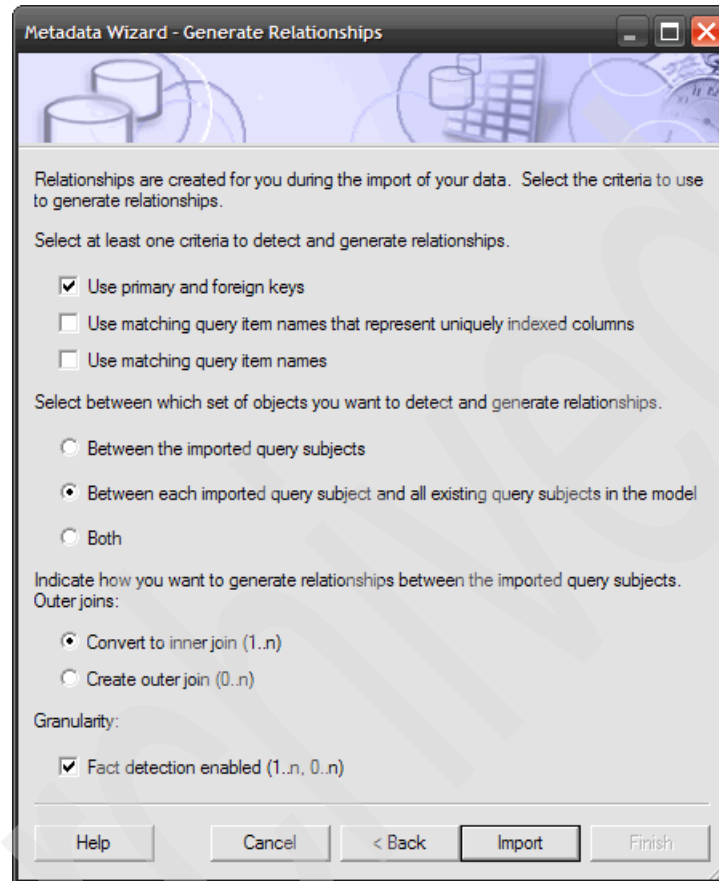 Metadata Wizard - Generate Relationships
Relationships are created for you during the import of your data.  Select the criteria to use
to generate relationships.
Select at least one criteria to detect and generate relationships.
Use primary and foreign keys
Use matching query item names that represent uniquely indexed columns
Use matching query item names
Select between which set of objects you want to detect and generate relationships.
Between the imported query subjects
Between each imported query subject and all existing query subjects in the model
Both
Indicate how you want to generate relationships between the imported query subjects.
Outer joins:
Convert to inner join (1..n)
Create outer join (0..n)
Granularity:
Fact detection enabled (1..n, 0..n)
Help Cancel < Back Import Finish